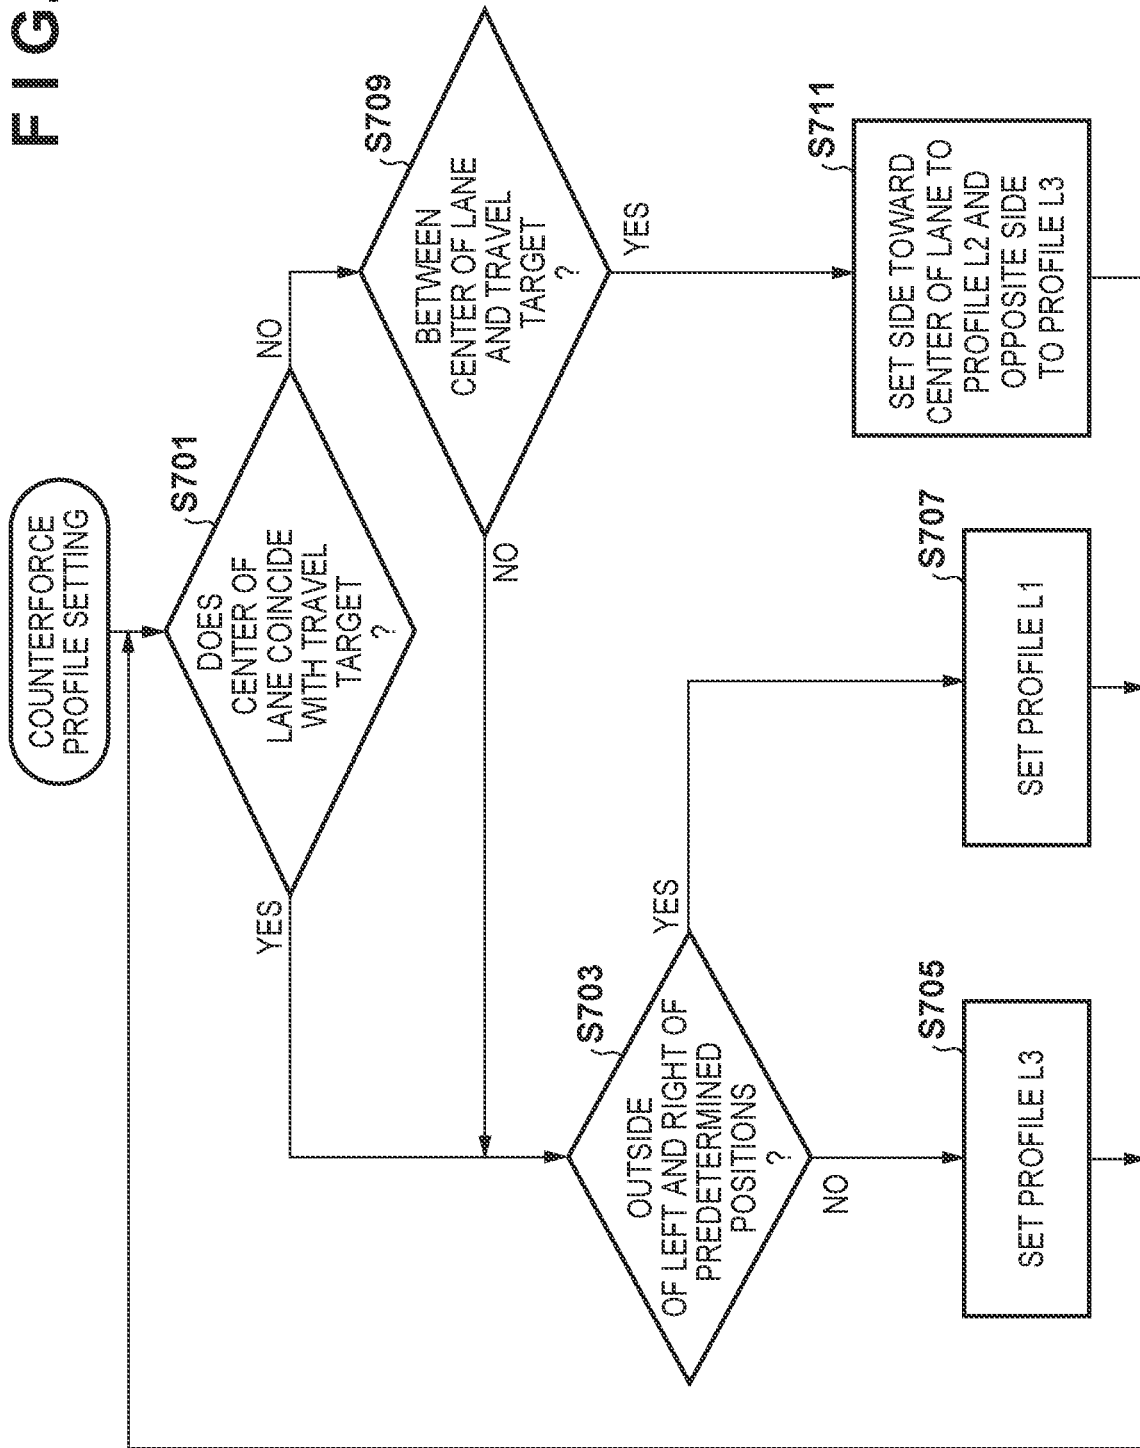 FIG.
COUNTERFORCE
PROFILE SETTING
S701
DOES
CENTER OF
LANE COINCIDE
WITH TRAVEL
TARGET
?
YES
NO
S709
BETWEEN
CENTER OF LANE
AND TRAVEL
TARGET
?
NO
YES
S703
OUTSIDE
OF LEFT AND RIGHT OF
PREDETERMINED
POSITIONS
?
YES
NO
S705
SET PROFILE L3
S707
SET PROFILE L1
S711
SET SIDE TOWARD
CENTER OF LANE TO
PROFILE L2 AND
OPPOSITE SIDE
TO PROFILE L3